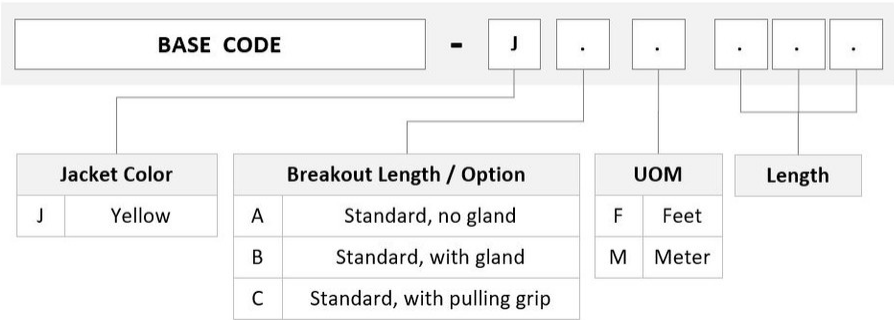 BASE CODE - J . . . . .
Jacket Color
J Yellow
Breakout Length / Option
A Standard, no gland
B Standard, with gland
C Standard, with pulling grip
UOM
F Feet
M Meter
Length